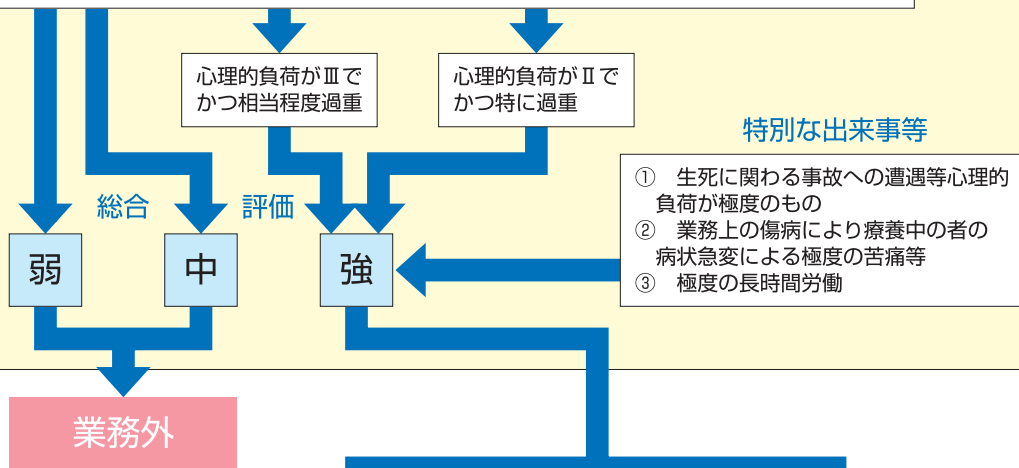 心理的負荷がⅢで
かつ相当程度過重
心理的負荷がⅡで
かつ特に過重
特別な出来事等
① 生死に関わる事故への遭遇等心理的
負荷が極度のもの
② 業務上の傷病により療養中の者の
病状急変による極度の苦痛等
③ 極度の長時間労働
総合 評価
弱 中 強
業務外